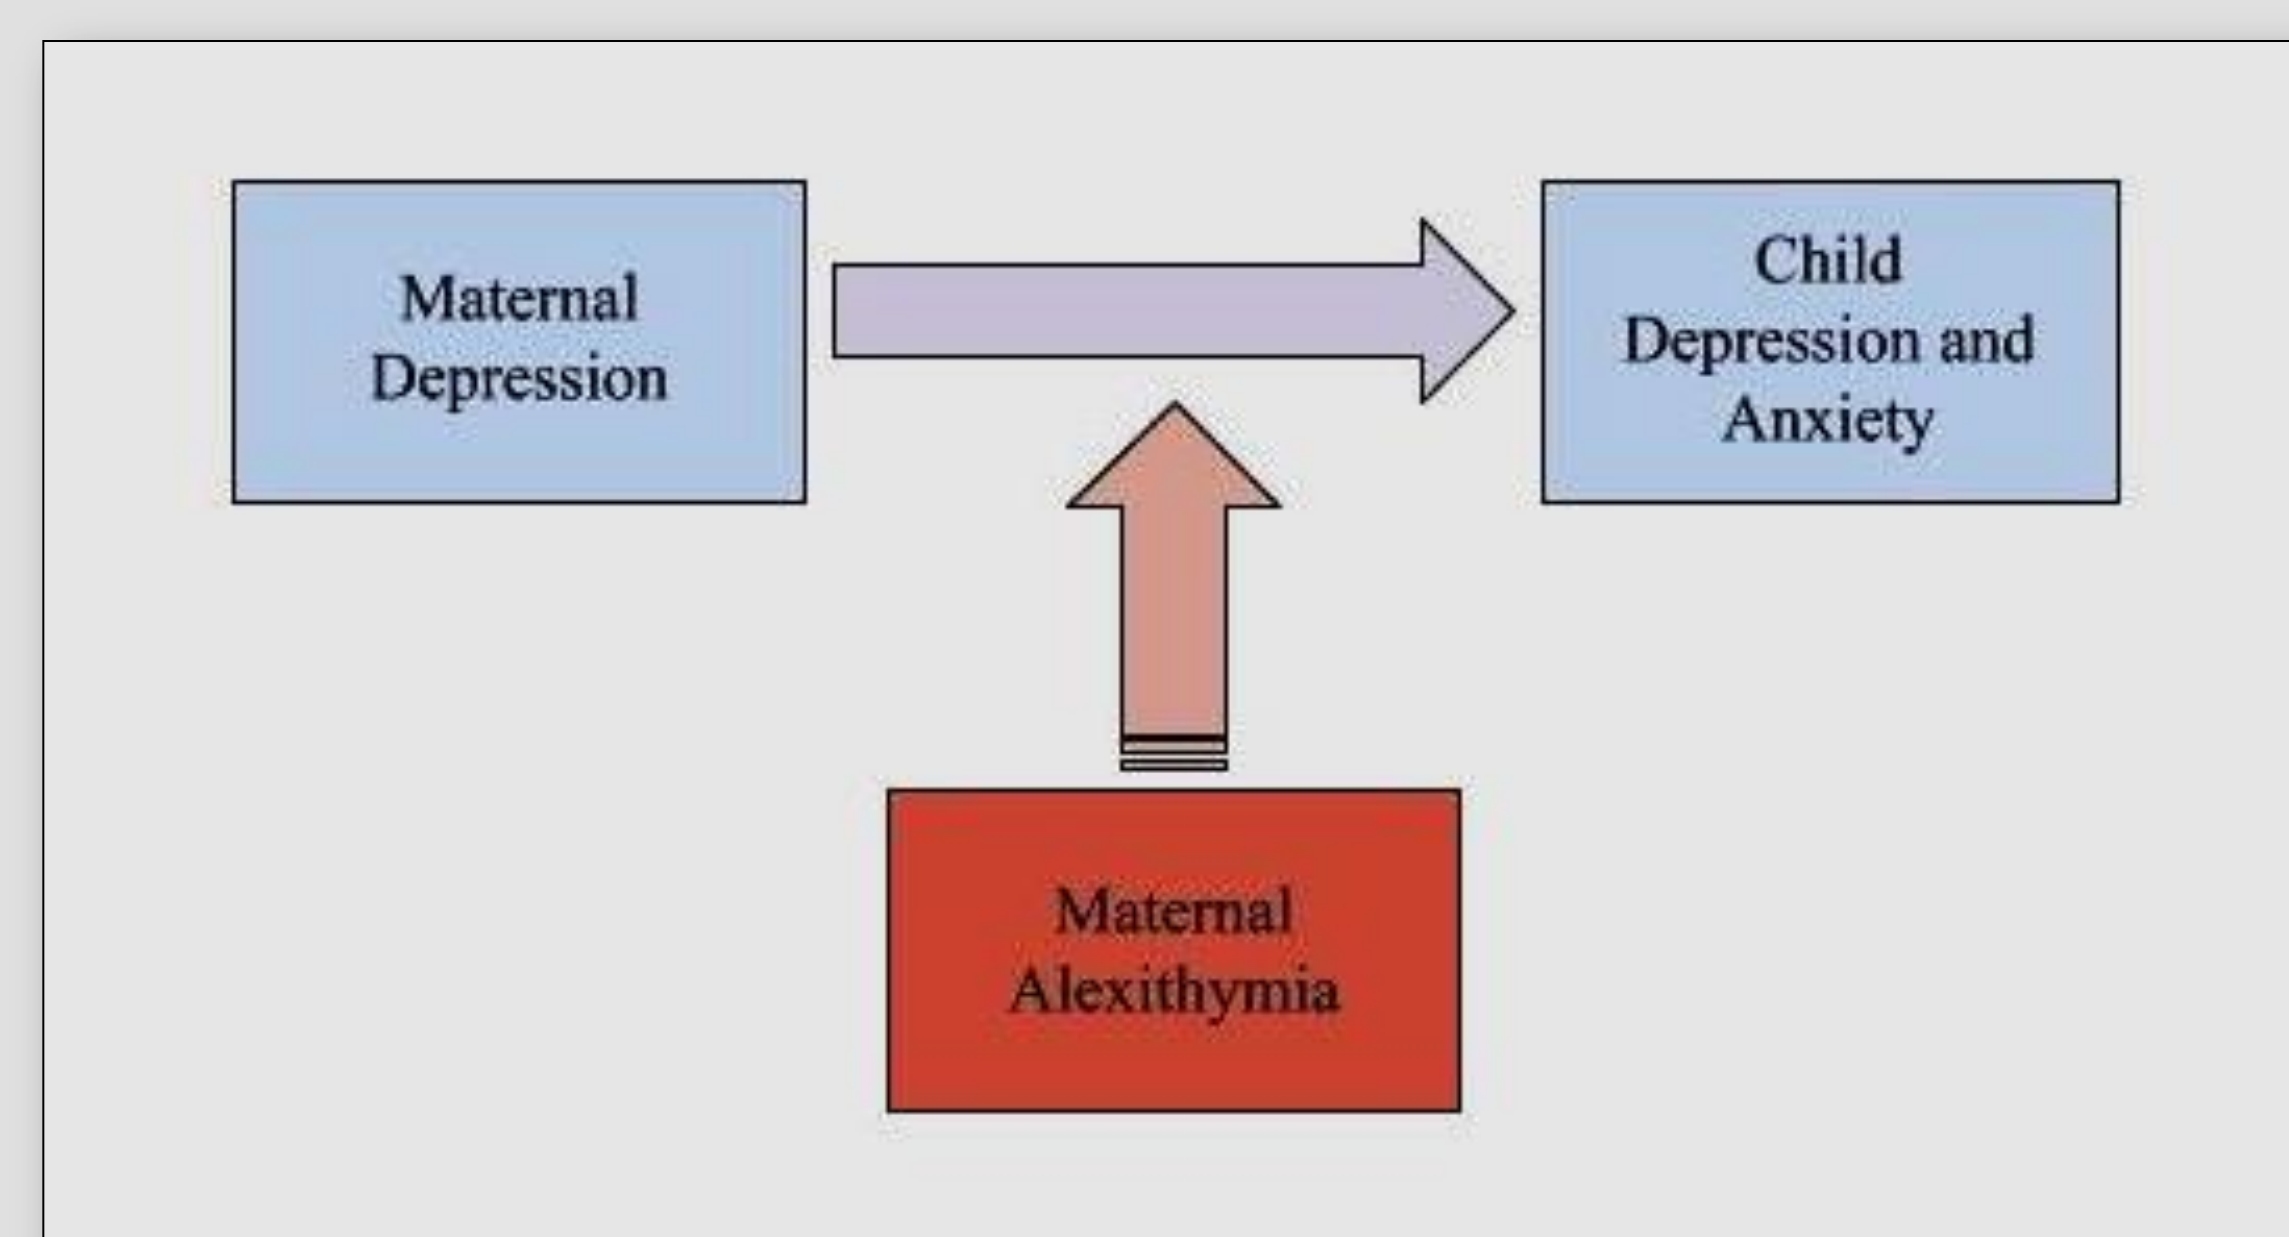 Maternal
Depression
Child
Depression and
Anxiety
Maternal
Alexithymia